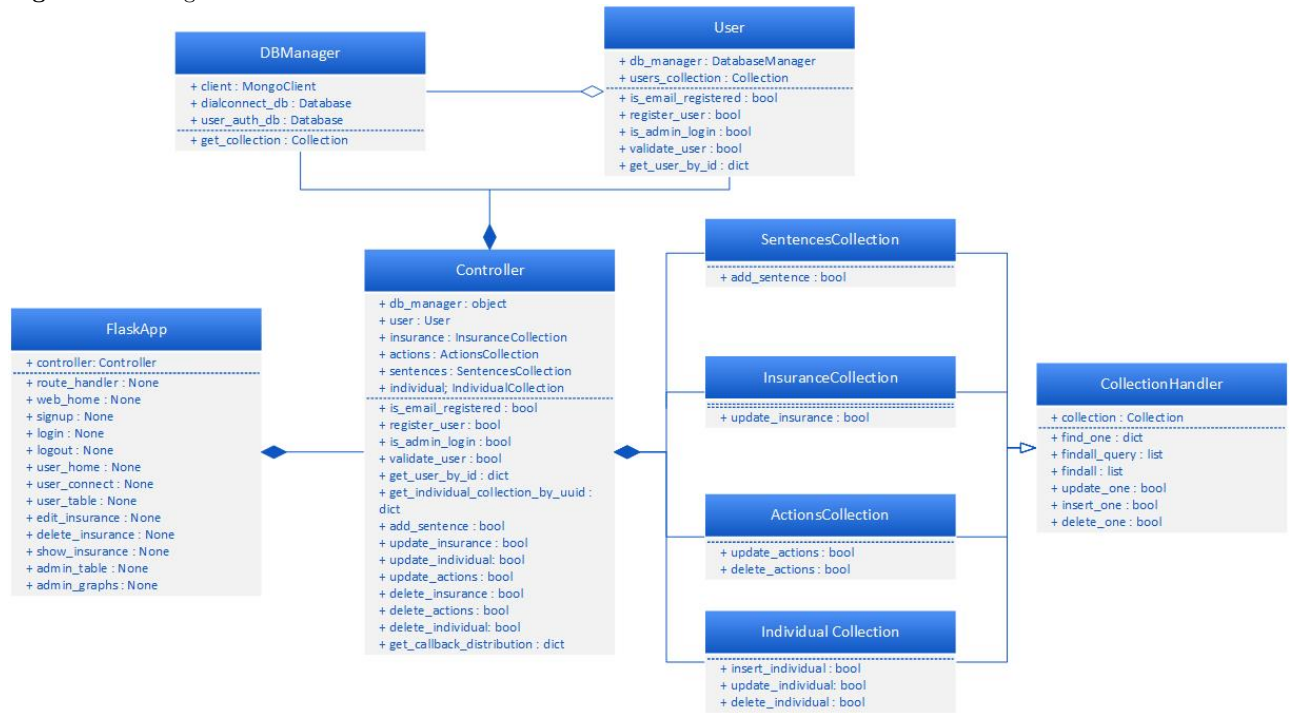 DBManager
+ client : MongoClient
+ dialconnect_db : Database
+ user_auth_db : Database
+ get_collection : Collection
User
+ db_manager : DatabaseManager
+ users_collection : Collection
+ is_email_registered : bool
+ register_user : bool
+ is_admin_login : bool
+ validate_user : bool
+ get_user_by_id : dict
FlaskApp
+ controller: Controller
+ route_handler : None
+ web_home : None
+ signup : None
+ login : None
+ logout : None
+ user_home : None
+ user_connect : None
+ user_table : None
+ edit_insurance : None
+ delete_insurance : None
+ show_insurance : None
+ admin_table : None
+ admin_graphs : None
Controller
+ db_manager : object
+ user : User
+ insurance : InsuranceCollection
+ actions : ActionsCollection
+ sentences : SentencesCollection
+ individual; IndividualCollection
+ is_email_registered : bool
+ register_user : bool
+ is_admin_login : bool
+ validate_user : bool
+ get_user_by_id : dict
+ get_individual_collection_by_uuid :
dict
+ add_sentence : bool
+ update_insurance : bool
+ update_individual: bool
+ update_actions : bool
+ delete_insurance : bool
+ delete_actions : bool
+ delete_individual: bool
+ get_callback_distribution : dict
SentencesCollection
+ add_sentence : bool
InsuranceCollection
+ update_insurance : bool
ActionsCollection
+ update_actions : bool
+ delete_actions : bool
Individual Collection
+ insert_individual : bool
+ update_individual: bool
+ delete_individual : bool
CollectionHandler
+ collection : Collection
+ find_one : dict
+ findall_query : list
+ findall : list
+ update_one : bool
+ insert_one : bool
+ delete_one : bool